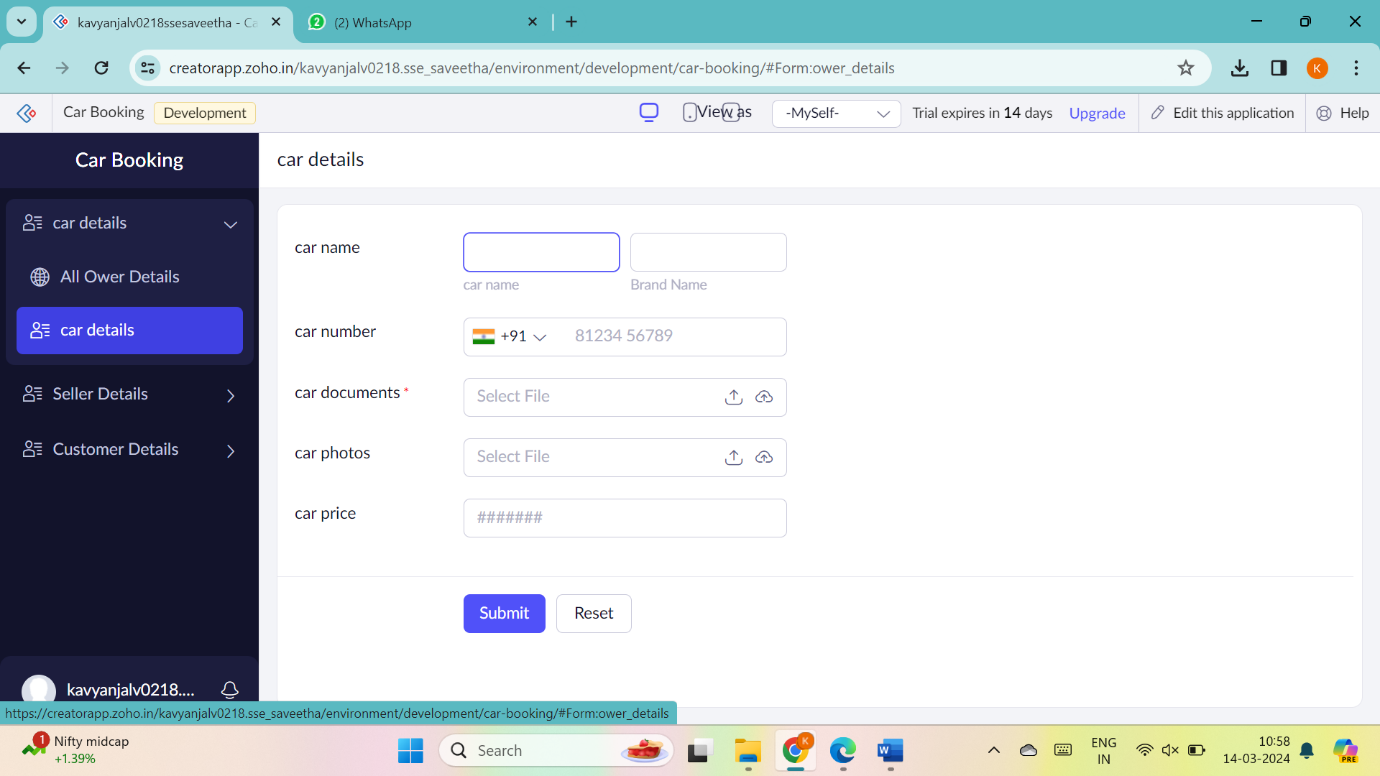 kavyanjalv0218ssesaveetha - Ca
2
(2) WhatsApp
creatorapp.zoho.in/kavyanjalv0218.sse_saveetha/environment/development/car-booking/#Form:ower_details
K
Car Booking
Development
View as
-MySelf-
Trial expires in 14 days
Upgrade
Edit this application
Help
Car Booking
car details
car details
All Ower Details
car details
Seller Details
Customer Details
car name
car name
Brand Name
car number
+91
81234 56789
car documents *
Select File
car photos
Select File
car price
#######
Submit
Reset
kavyanjalv0218....
https://creatorapp.zoho.in/kavyanjalv0218.sse_saveetha/environment/development/car-booking/#Form:ower_details
1
Nifty midcap
+1.39%
Search
K
W
ENG
IN
10:58
14-03-2024
PRE